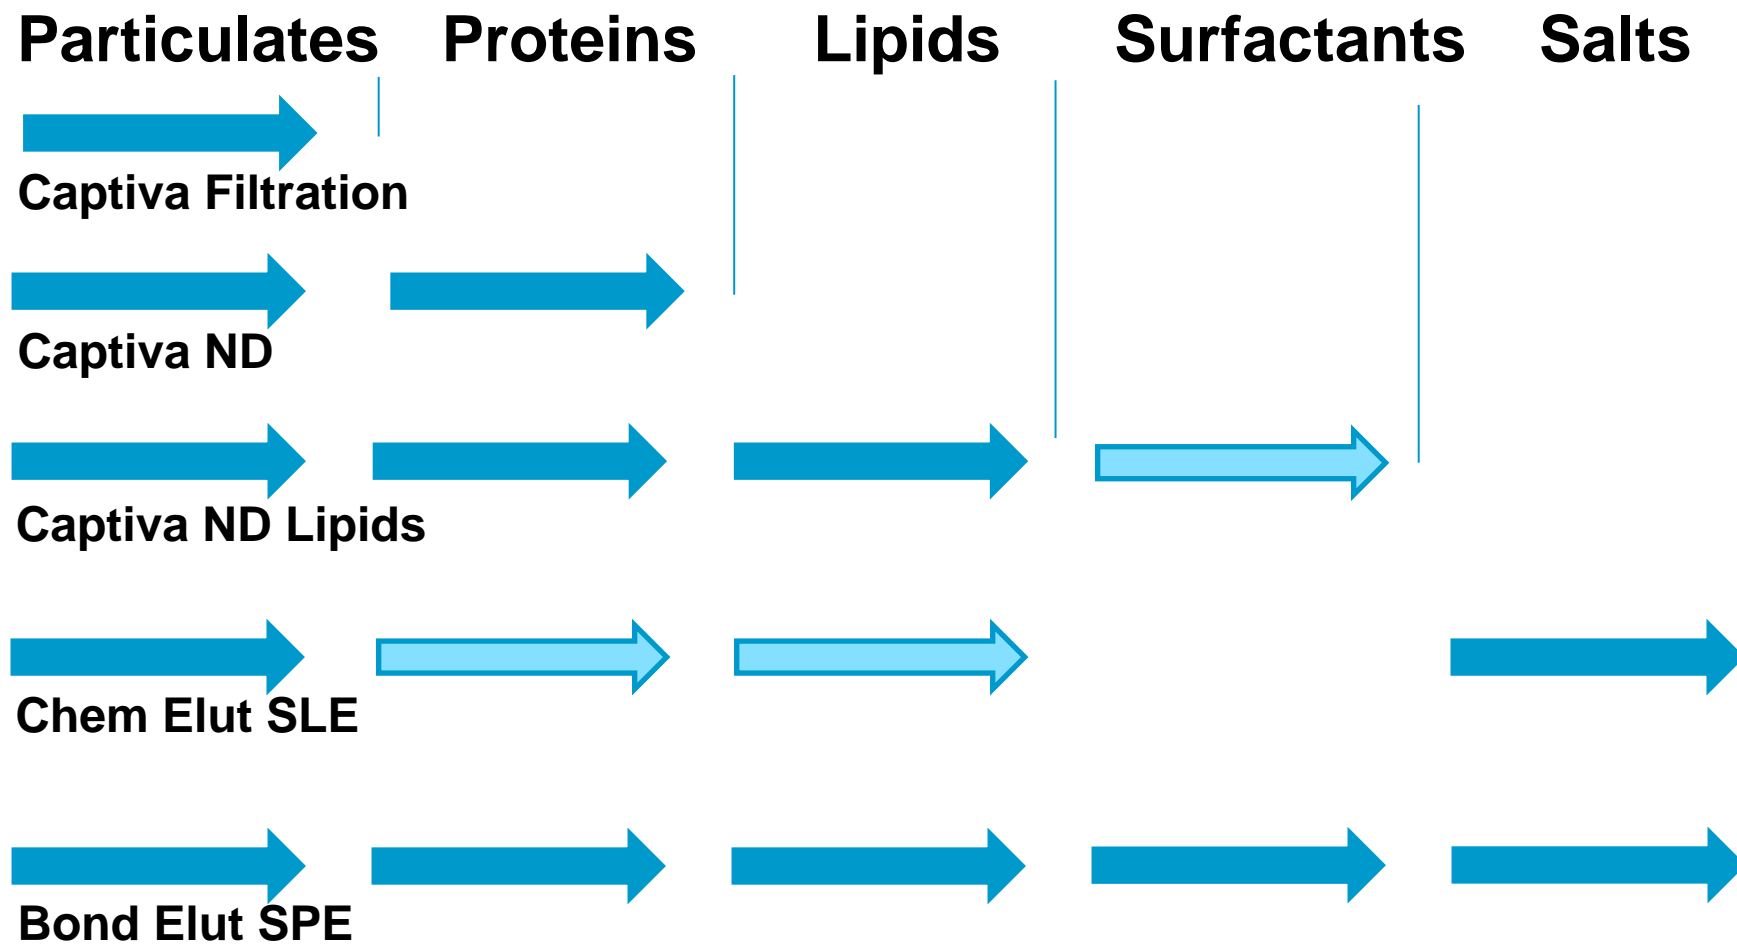 Particulates Proteins Lipids Surfactants Salts
Captiva Filtration
Captiva ND
Captiva ND Lipids
Chem Elut SLE
Bond Elut SPE